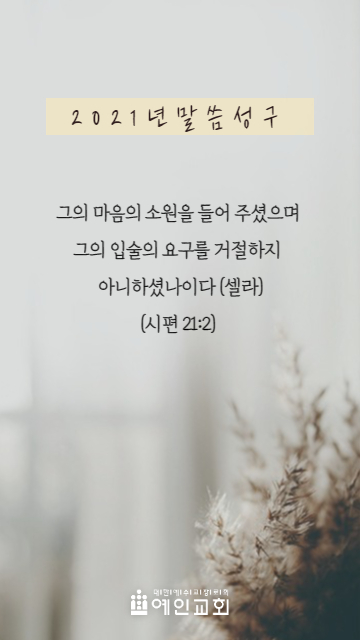 2021년말씀성구
그의 마음의 소원을 들어 주셨으며
그의 입술의 요구를 거절하지
아니하셨나이다 (셀라)
(시편 21:2)
예인교회